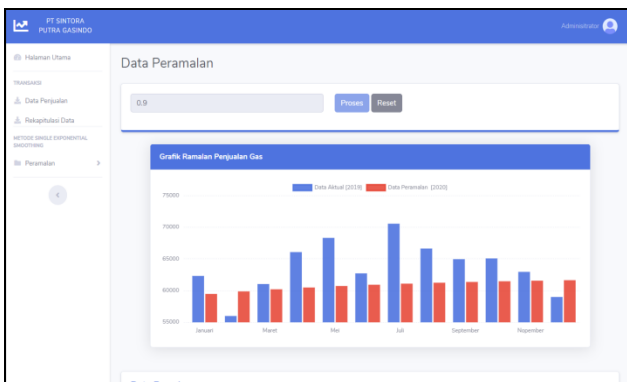 PT SINTORA
PUTRA GASINDO
Administrator
Halaman Utama
TRANSAKSI
Data Penjualan
Rekapitulasi Data
METODE SINGLE EXPONENTIAL
SMOOTHING
Peramalan
Data Peramalan
0.9
Proses
Reset
Grafik Ramalan Penjualan Gas
Data Aktual [2019]
Data Peramalan [2020]
75000
70000
65000
60000
55000
Januari
Maret
Mei
Juli
September
Nopember